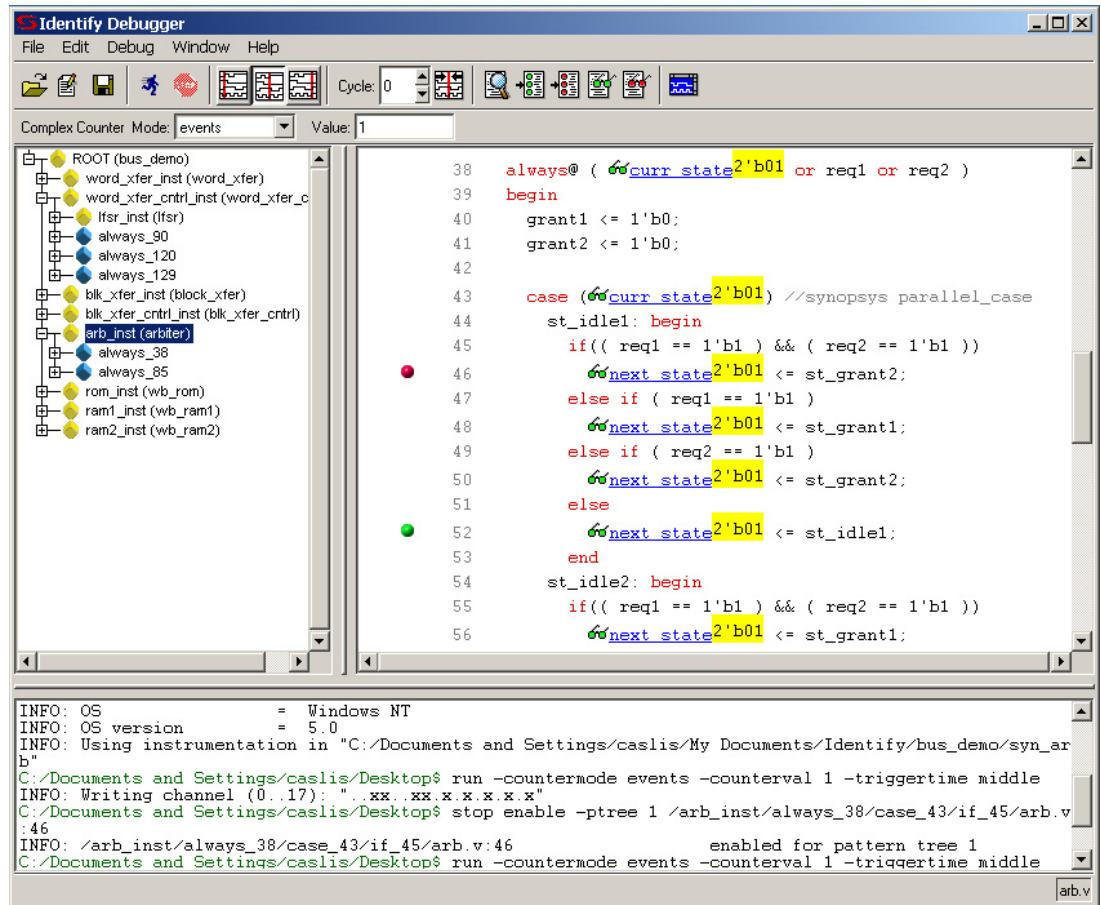 Identify Debugger
File Edit Debug Window Help
Cycle: 0
Complex Counter Mode: events Value: 1
ROOT (bus_demo)
word_xfer_inst (word_xfer)
word_xfer_cntrl_inst (word_xfer_c
lfsr_inst (lfsr)
always_90
always_120
always_129
blk_xfer_inst (block_xfer)
blk_xfer_cntrl_inst (blk_xfer_cntrl)
arb_inst (arbiter)
always_38
always_85
rom_inst (wb_rom)
ram1_inst (wb_ram1)
ram2_inst (wb_ram2)
38 always@ ( curr_state2'b01 or req1 or req2 )
39 begin
40 grant1 <= 1'b0;
41 grant2 <= 1'b0;
42
43 case (curr_state2'b01) //synopsys parallel_case
44 st_idle1: begin
45 if(( req1 == 1'b1 ) && ( req2 == 1'b1 ))
46 next_state2'b01 <= st_grant2;
47 else if ( req1 == 1'b1 )
48 next_state2'b01 <= st_grant1;
49 else if ( req2 == 1'b1 )
50 next_state2'b01 <= st_grant2;
51 else
52 next_state2'b01 <= st_idle1;
53 end
54 st_idle2: begin
55 if(( req1 == 1'b1 ) && ( req2 == 1'b1 ))
56 next_state2'b01 <= st_grant1;
INFO: OS = Windows NT
INFO: OS version = 5.0
INFO: Using instrumentation in "C:/Documents and Settings/caslis/My Documents/Identify/bus_demo/syn_ar
b"
C:/Documents and Settings/caslis/Desktop$ run -countermode events -counterval 1 -triggertime middle
INFO: Writing channel (0..17): "..xx..xx.x.x.x.x.x"
C:/Documents and Settings/caslis/Desktop$ stop enable -ptree 1 /arb_inst/always_38/case_43/if_45/arb.v
:46
INFO: /arb_inst/always_38/case_43/if_45/arb.v:46 enabled for pattern tree 1
C:/Documents and Settings/caslis/Desktop$ run -countermode events -counterval 1 -triggertime middle
arb.v